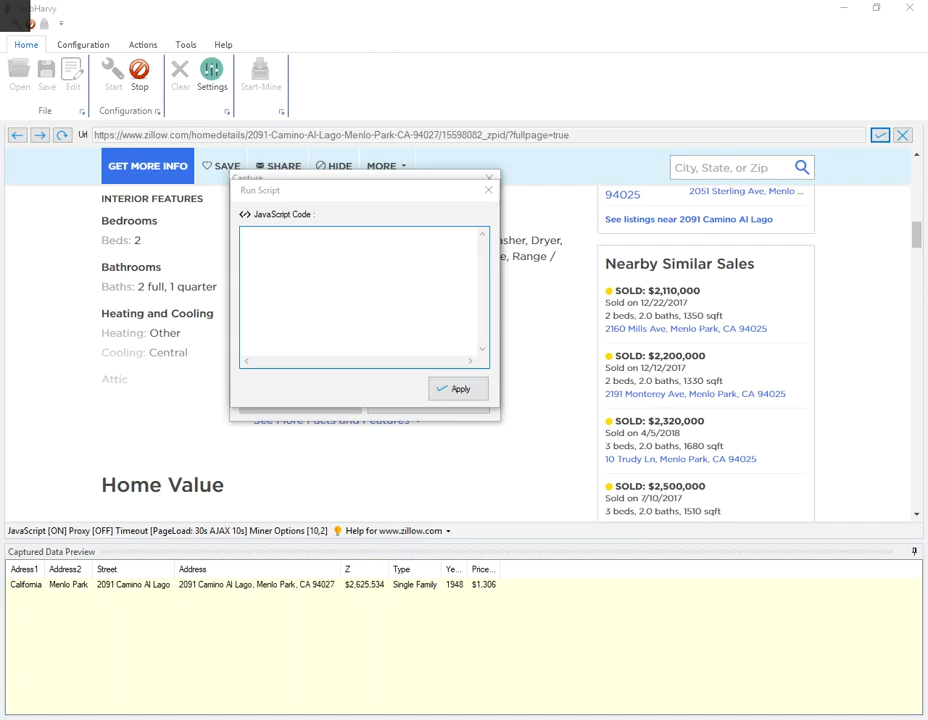 Home Configuration Actions Tools Help
Open Save Edit Start Stop Clear Settings Start-Mine
File Configuration
Url https://www.zillow.com/homedetails/2091-Camino-Al-Lago-Menlo-Park-CA-94027/15598082_zpid/?fullpage=true
GET MORE INFO SAVE SHARE HIDE MORE
City, State, or Zip
Capture
Run Script
JavaScript Code :
Apply
INTERIOR FEATURES
Bedrooms
Beds: 2
Bathrooms
Baths: 2 full, 1 quarter
Heating and Cooling
Heating: Other
Cooling: Central
Attic
Dryer,
Range /
See More Facts and Features
Home Value
94025
2051 Sterling Ave, Menlo ...
See listings near 2091 Camino Al Lago
Nearby Similar Sales
SOLD: $2,110,000
Sold on 12/22/2017
2 beds, 2.0 baths, 1350 sqft
2160 Mills Ave, Menlo Park, CA 94025
SOLD: $2,200,000
Sold on 12/12/2017
2 beds, 2.0 baths, 1330 sqft
2191 Monterey Ave, Menlo Park, CA 94025
SOLD: $2,320,000
Sold on 4/5/2018
3 beds, 2.0 baths, 1680 sqft
10 Trudy Ln, Menlo Park, CA 94025
SOLD: $2,500,000
Sold on 7/10/2017
3 beds, 2.0 baths, 1510 sqft
JavaScript [ON] Proxy [OFF] Timeout [PageLoad: 30s AJAX 10s] Miner Options [10,2] Help for www.zillow.com
Captured Data Preview
Adress1 Address2 Street Address Z Type Ye... Price...
California Menlo Park 2091 Camino Al Lago 2091 Camino Al Lago, Menlo Park, CA 94027 $2,625,534 Single Family 1948 $1,306